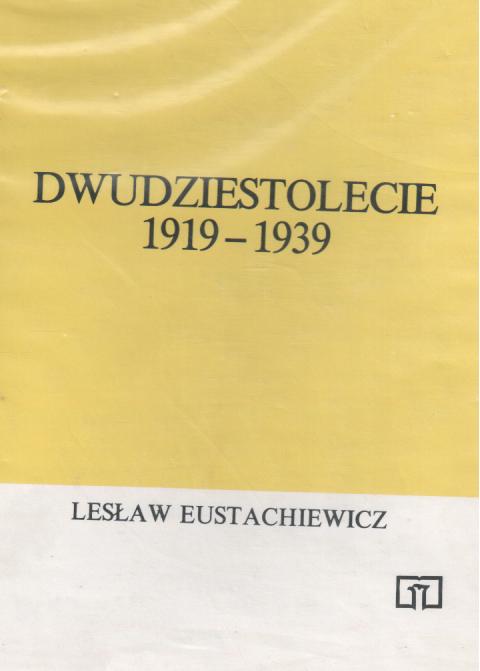 DWUDZIESTOLECIE
1919 – 1939
LESŁAW EUSTACHIEWICZ